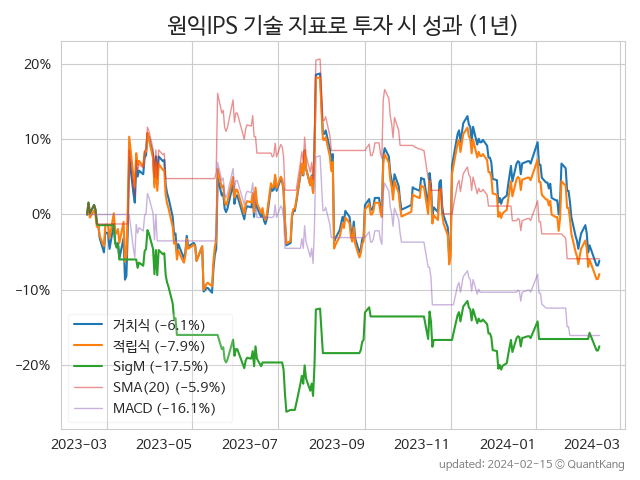 원익IPS 기술 지표로 투자 시 성과 (1년)
20%
10%
0%
−10%
−20%
거치식 (−6.1%)
적립식 (−7.9%)
SigM (−17.5%)
SMA(20) (−5.9%)
MACD (−16.1%)
2023-03 2023-05 2023-07 2023-09 2023-11 2024-01 2024-03
updated: 2024-02-15 © QuantKang